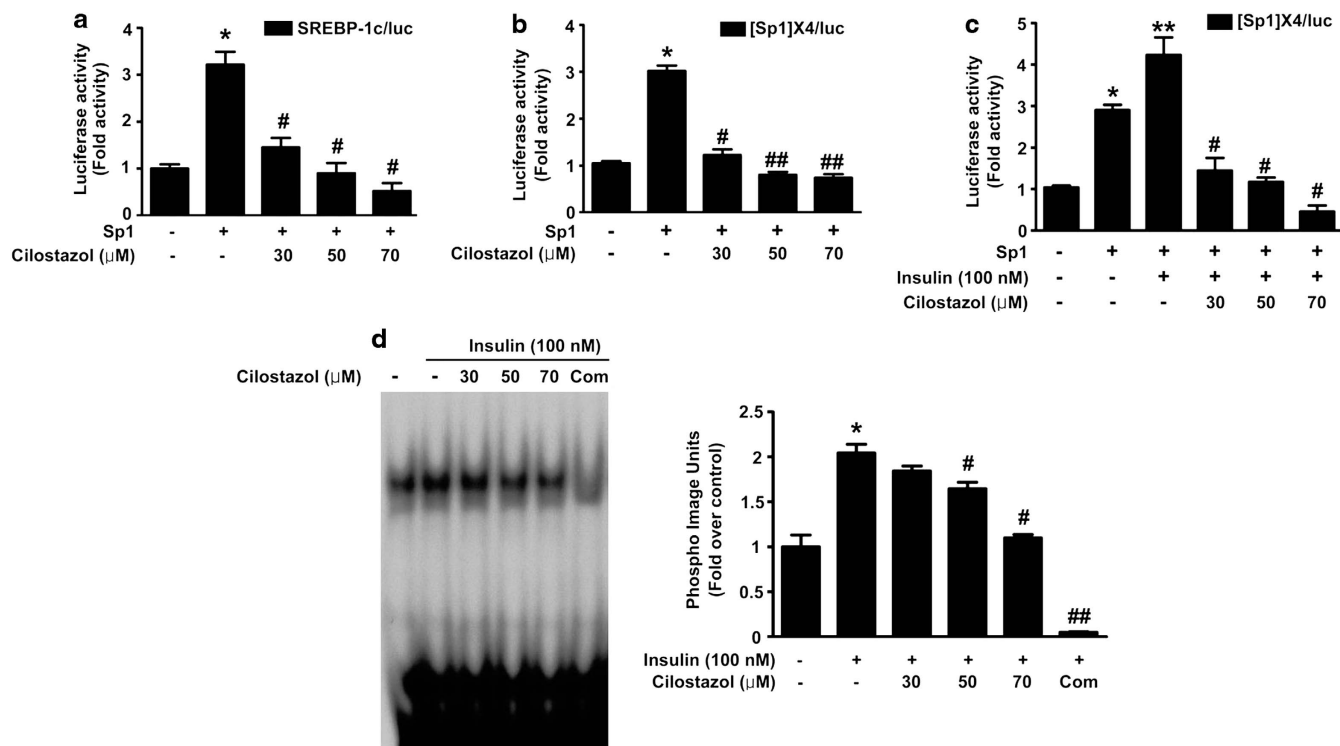 a
SREBP-1c/luc
Luciferase activity
(Fold activity)
4
3
2
1
0
*
#
#
#
Sp1 - + + + +
Cilostazol (μM) - - 30 50 70
b
[Sp1]X4/luc
Luciferase activity
(Fold activity)
4
3
2
1
0
*
#
##
##
Sp1 - + + + +
Cilostazol (μM) - - 30 50 70
c
[Sp1]X4/luc
Luciferase activity
(Fold activity)
5
4
3
2
1
0
*
**
#
#
#
Sp1 - + + + + +
Insulin (100 nM) - - + + + +
Cilostazol (μM) - - - 30 50 70
d
Insulin (100 nM)
Cilostazol (μM) - - 30 50 70 Com
Phospho Image Units
(Fold over control)
2.5
2
1.5
1
0.5
0
*
#
#
##
Insulin (100 nM) - + + + + +
Cilostazol (μM) - - 30 50 70 Com